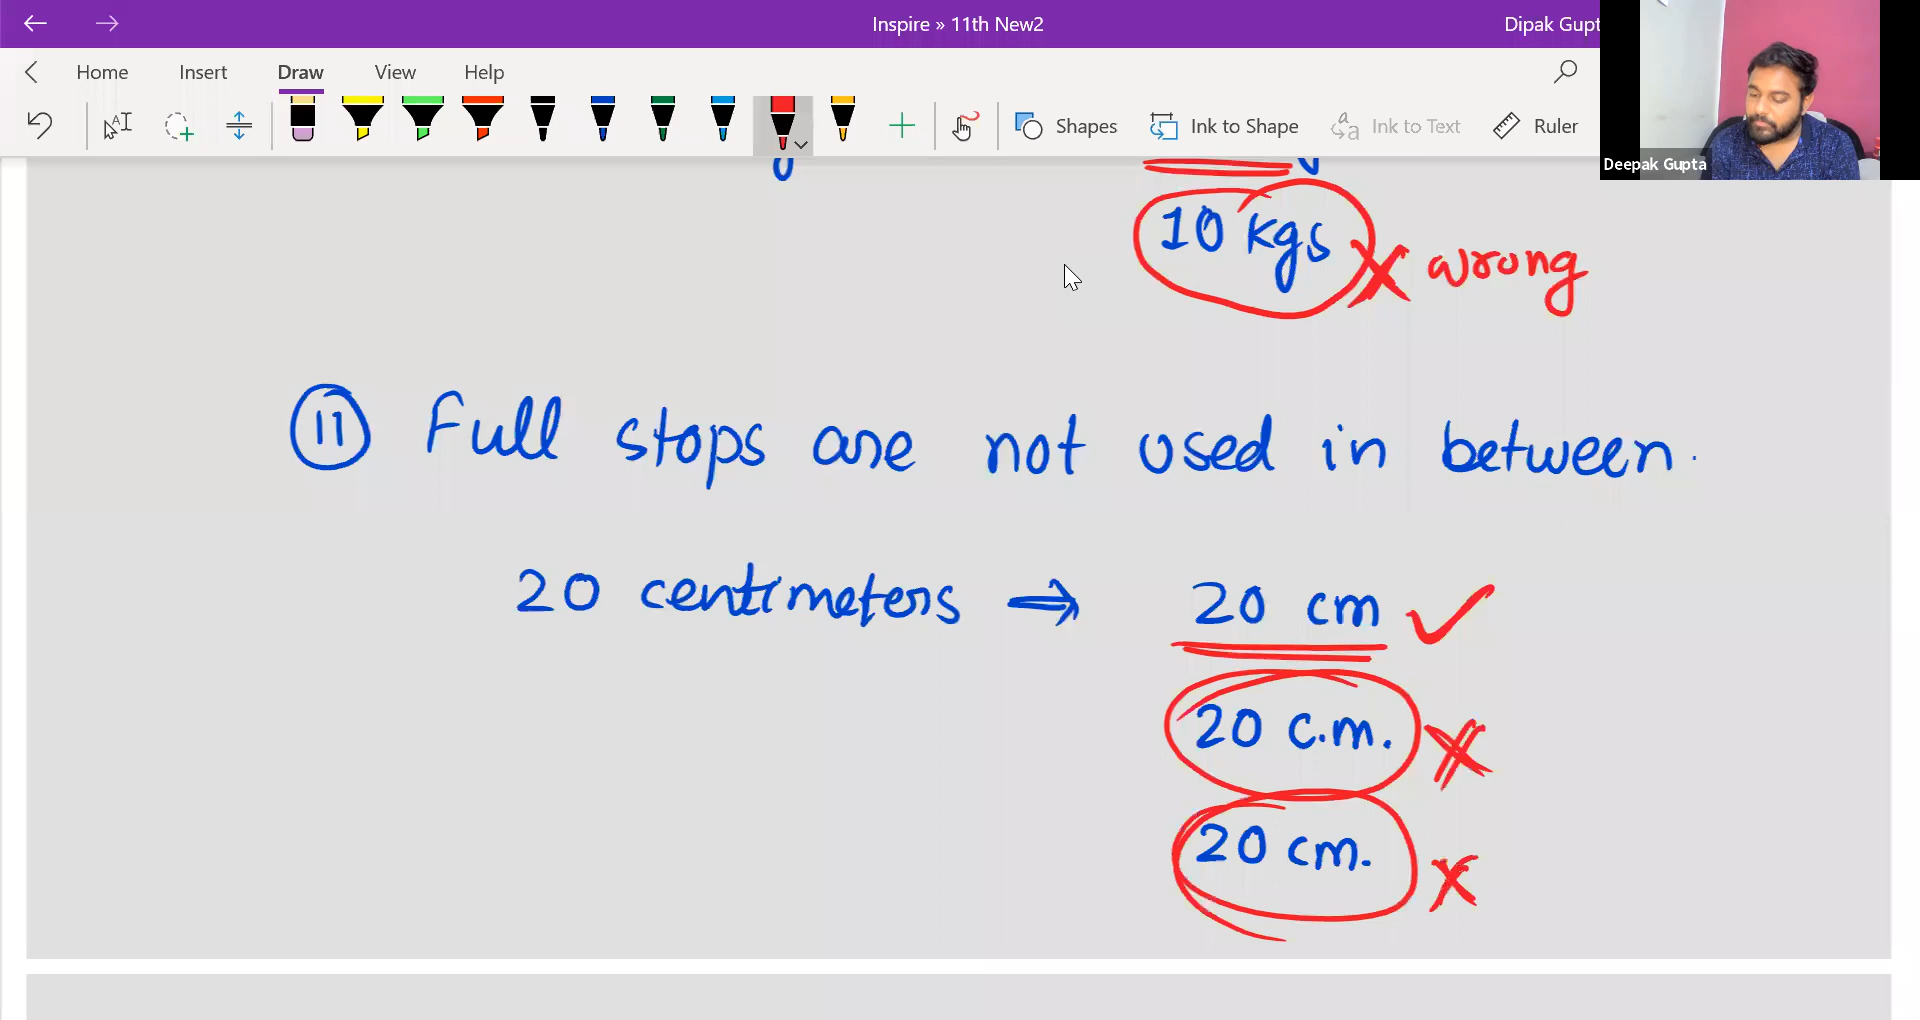 Inspire » 11th New2
Dipak Gupt
Home Insert Draw View Help
Shapes Ink to Shape Ink to Text Ruler
Deepak Gupta
10 kgs X wrong
11 Full stops are not used in between.
20 centimeters ⇒ 20 cm ✓
20 c.m. X
20 cm. X